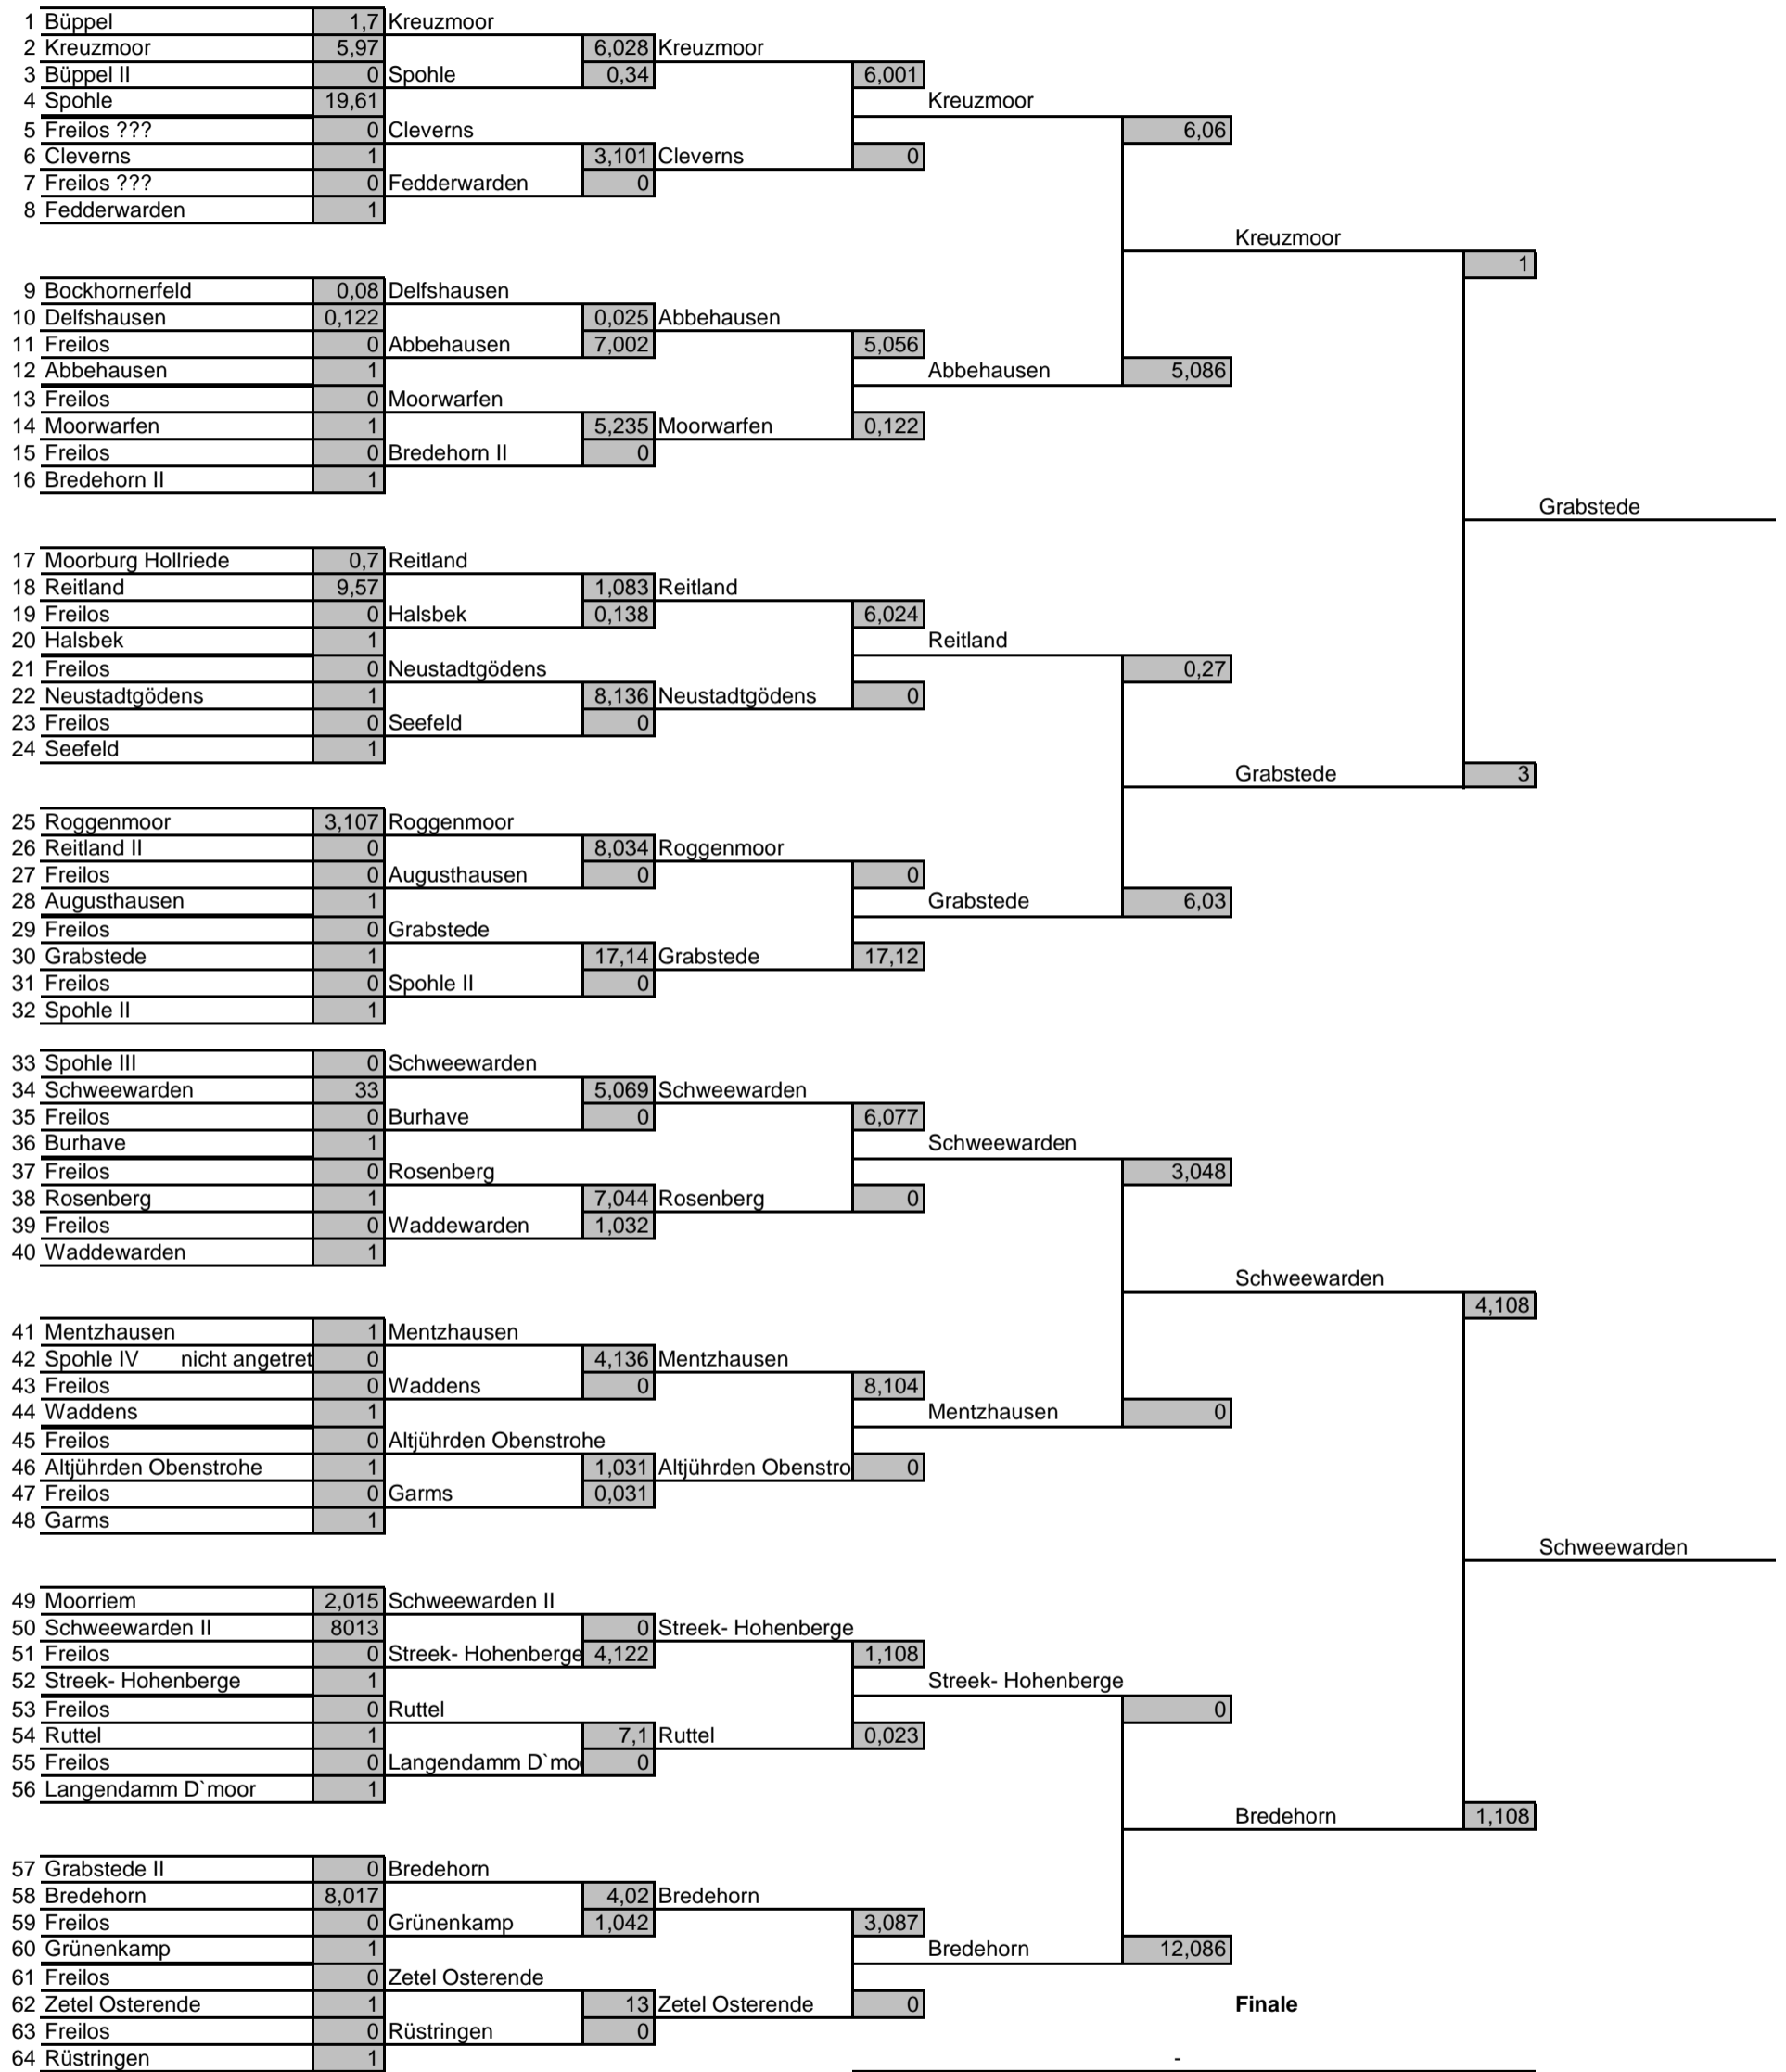 1 Büppel 1,7 Kreuzmoor
2 Kreuzmoor 5,97 6,028 Kreuzmoor
3 Büppel II 0 Spohle 0,34 6,001
4 Spohle 19,61 Kreuzmoor
5 Freilos ??? 0 Cleverns 6,06
6 Cleverns 1 3,101 Cleverns 0
7 Freilos ??? 0 Fedderwarden 0
8 Fedderwarden 1
Kreuzmoor
1
9 Bockhornerfeld 0,08 Delfshausen
10 Delfshausen 0,122 0,025 Abbehausen
11 Freilos 0 Abbehausen 7,002 5,056
12 Abbehausen 1 Abbehausen 5,086
13 Freilos 0 Moorwarfen
14 Moorwarfen 1 5,235 Moorwarfen 0,122
15 Freilos 0 Bredehorn II 0
16 Bredehorn II 1
Grabstede
17 Moorburg Hollriede 0,7 Reitland
18 Reitland 9,57 1,083 Reitland
19 Freilos 0 Halsbek 0,138 6,024
20 Halsbek 1 Reitland
21 Freilos 0 Neustadtgödens 0,27
22 Neustadtgödens 1 8,136 Neustadtgödens 0
23 Freilos 0 Seefeld 0
24 Seefeld 1
Grabstede 3
25 Roggenmoor 3,107 Roggenmoor
26 Reitland II 0 8,034 Roggenmoor
27 Freilos 0 Augusthausen 0 0
28 Augusthausen 1 Grabstede 6,03
29 Freilos 0 Grabstede
30 Grabstede 1 17,14 Grabstede 17,12
31 Freilos 0 Spohle II 0
32 Spohle II 1
33 Spohle III 0 Schweewarden
34 Schweewarden 33 5,069 Schweewarden
35 Freilos 0 Burhave 0 6,077
36 Burhave 1 Schweewarden
37 Freilos 0 Rosenberg 3,048
38 Rosenberg 1 7,044 Rosenberg 0
39 Freilos 0 Waddewarden 1,032
40 Waddewarden 1
Schweewarden
4,108
41 Mentzhausen 1 Mentzhausen
42 Spohle IV nicht angetret 0 4,136 Mentzhausen
43 Freilos 0 Waddens 0 8,104
44 Waddens 1 Mentzhausen 0
45 Freilos 0 Altjührden Obenstrohe
46 Altjührden Obenstrohe 1 1,031 Altjührden Obenstro 0
47 Freilos 0 Garms 0,031
48 Garms 1
Schweewarden
49 Moorriem 2,015 Schweewarden II
50 Schweewarden II 8013 0 Streek- Hohenberge
51 Freilos 0 Streek- Hohenberge 4,122 1,108
52 Streek- Hohenberge 1 Streek- Hohenberge
53 Freilos 0 Ruttel 0
54 Ruttel 1 7,1 Ruttel 0,023
55 Freilos 0 Langendamm D`mo 0
56 Langendamm D`moor 1
Bredehorn 1,108
57 Grabstede II 0 Bredehorn
58 Bredehorn 8,017 4,02 Bredehorn
59 Freilos 0 Grünenkamp 1,042 3,087
60 Grünenkamp 1 Bredehorn 12,086
61 Freilos 0 Zetel Osterende
62 Zetel Osterende 1 13 Zetel Osterende 0 Finale
63 Freilos 0 Rüstringen 0
64 Rüstringen 1 -